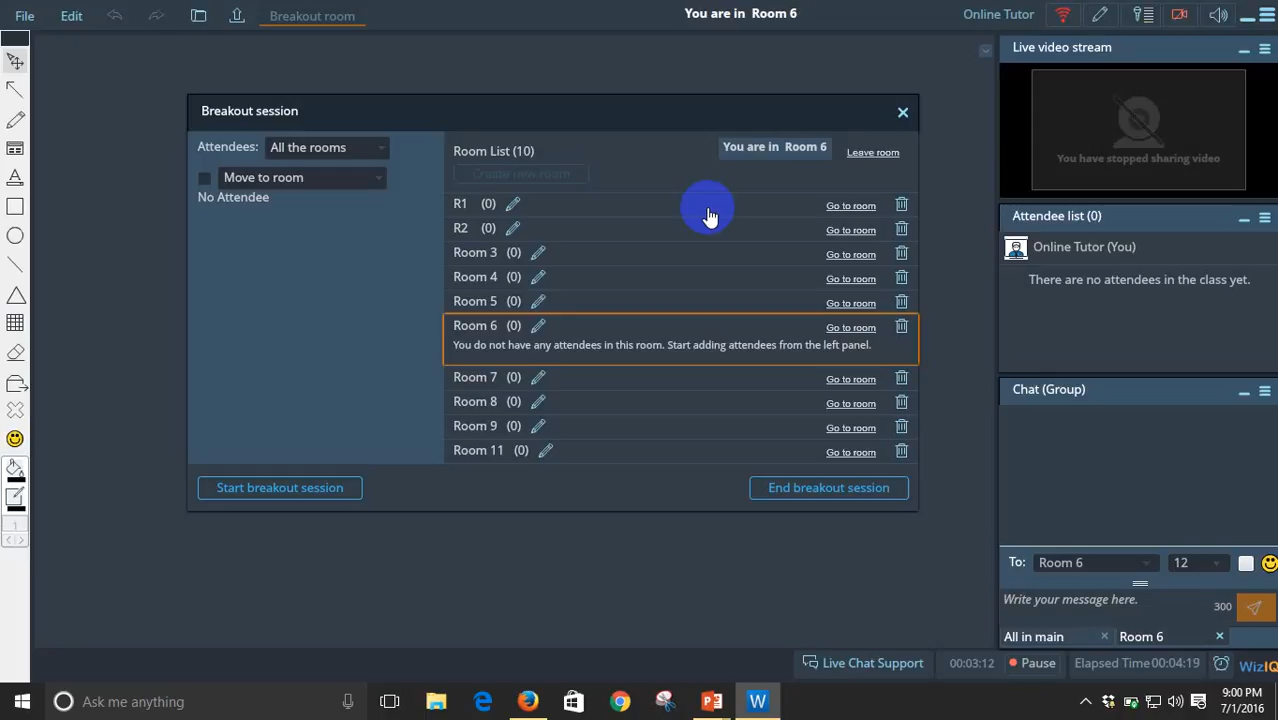 File Edit Breakout room You are in Room 6 Online Tutor
Live video stream
You have stopped sharing video
Breakout session
Attendees: All the rooms
Move to room
No Attendee
Room List (10) You are in Room 6 Leave room
Create new room
R1 (0) Go to room
R2 (0) Go to room
Room 3 (0) Go to room
Room 4 (0) Go to room
Room 5 (0) Go to room
Room 6 (0) Go to room
You do not have any attendees in this room. Start adding attendees from the left panel.
Room 7 (0) Go to room
Room 8 (0) Go to room
Room 9 (0) Go to room
Room 11 (0) Go to room
Start breakout session End breakout session
Attendee list (0)
Online Tutor (You)
There are no attendees in the class yet.
Chat (Group)
To: Room 6 12
Write your message here. 300
All in main Room 6
1
Live Chat Support 00:03:12 Pause Elapsed Time 00:04:19 WizIQ
Ask me anything
9:00 PM
7/1/2016